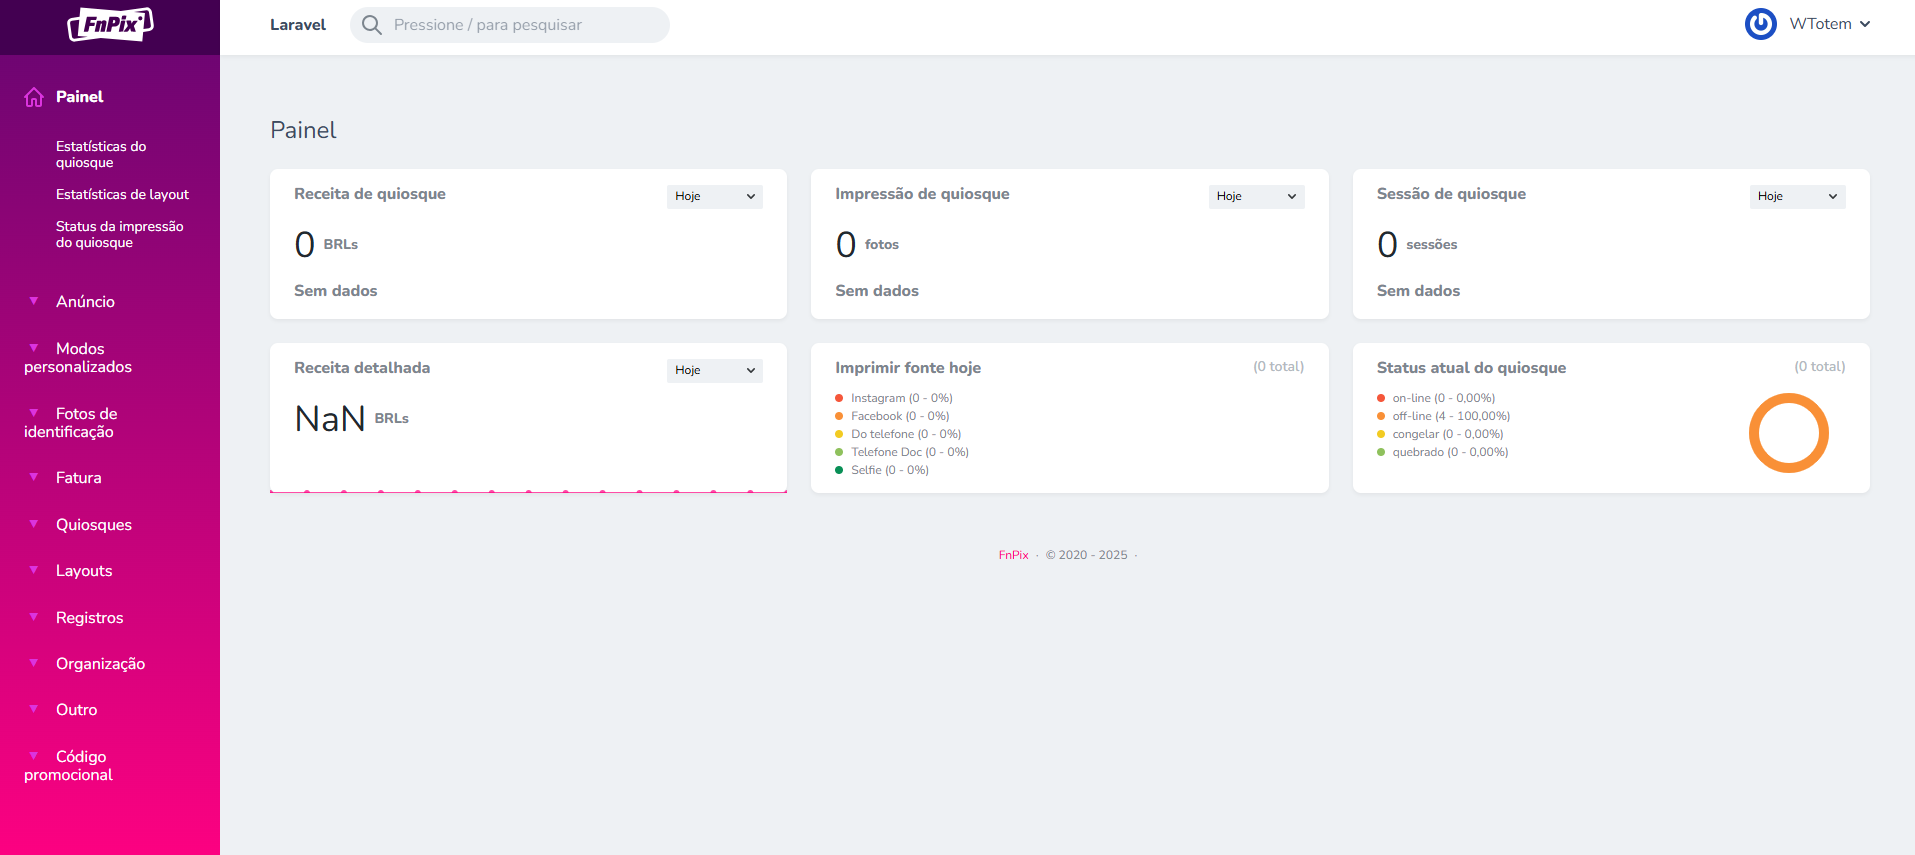 FnPix
Laravel
Pressione / para pesquisar
WTotem
Painel
Estatísticas do
quiosque
Estatísticas de layout
Status da impressão
do quiosque
Anúncio
Modos
personalizados
Fotos de
identificação
Fatura
Quiosques
Layouts
Registros
Organização
Outro
Código
promocional
Painel
Receita de quiosque
Hoje
0 BRLs
Sem dados
Impressão de quiosque
Hoje
0 fotos
Sem dados
Sessão de quiosque
Hoje
0 sessões
Sem dados
Receita detalhada
Hoje
NaN BRLs
Imprimir fonte hoje
(0 total)
Instagram (0 - 0%)
Facebook (0 - 0%)
Do telefone (0 - 0%)
Telefone Doc (0 - 0%)
Selfie (0 - 0%)
Status atual do quiosque
(0 total)
on-line (0 - 0,00%)
off-line (4 - 100,00%)
congelar (0 - 0,00%)
quebrado (0 - 0,00%)
FnPix · © 2020 - 2025 ·